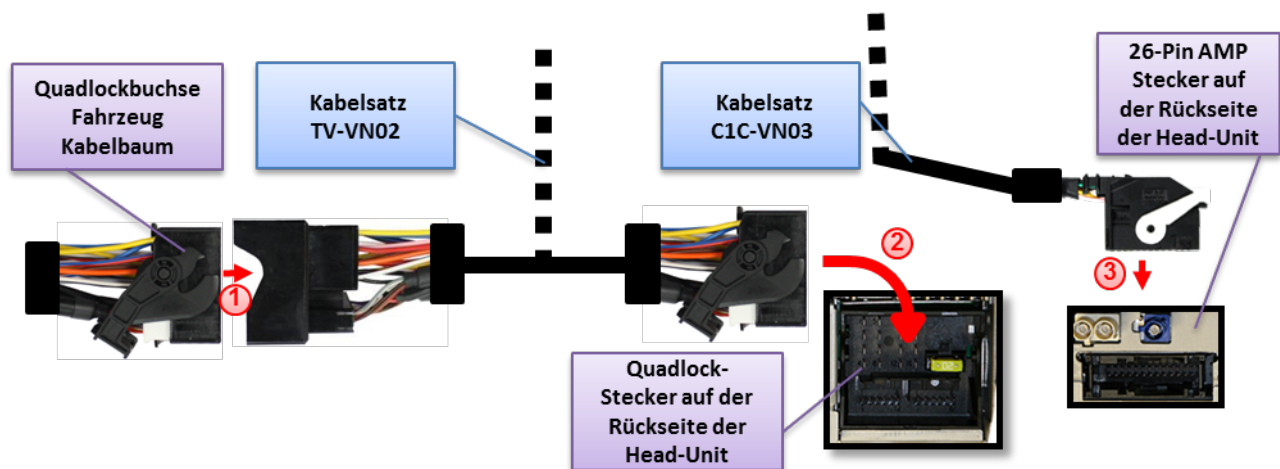 Quadlockbuchse
Fahrzeug
Kabelbaum
Kabelsatz
TV-VN02
Kabelsatz
C1C-VN03
26-Pin AMP
Stecker auf
der Rückseite
der Head-Unit
1
2
3
Quadlock-
Stecker auf der
Rückseite der
Head-Unit